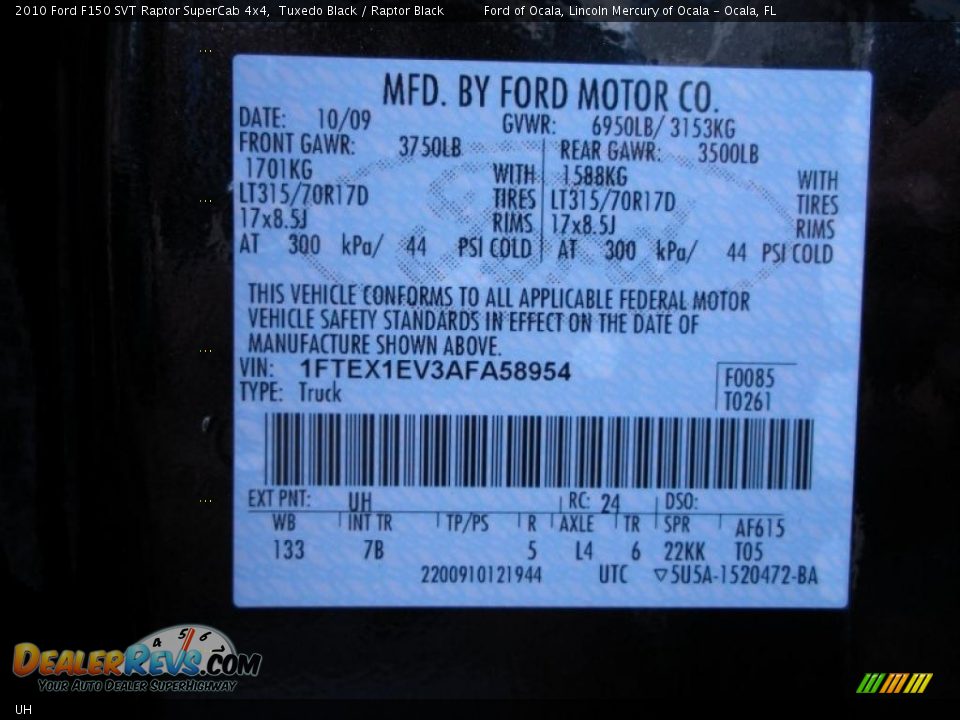 2010 Ford F150 SVT Raptor SuperCab 4x4, Tuxedo Black / Raptor Black Ford of Ocala, Lincoln Mercury of Ocala - Ocala, FL
MFD. BY FORD MOTOR CO.
DATE: 10/09 GVWR: 6950LB/ 3153KG
FRONT GAWR: 3750LB REAR GAWR: 3500LB
1701KG WITH 1588KG WITH
LT315/70R17D TIRES LT315/70R17D TIRES
17x8.5J RIMS 17x8.5J RIMS
AT 300 kPa/ 44 PSI COLD AT 300 kPa/ 44 PSI COLD
THIS VEHICLE CONFORMS TO ALL APPLICABLE FEDERAL MOTOR
VEHICLE SAFETY STANDARDS IN EFFECT ON THE DATE OF
MANUFACTURE SHOWN ABOVE.
VIN: 1FTEX1EV3AFA58954
TYPE: Truck
F0085
T0261
EXT PNT: UH RC: 24 DSO:
WB INT TR TP/PS R AXLE TR SPR AF615
133 7B 5 L4 6 22KK T05
2200910121944 UTC ▽5U5A-1520472-BA
4 5 6
DEALERREVS.COM
YOUR AUTO DEALER SUPERHIGHWAY
UH